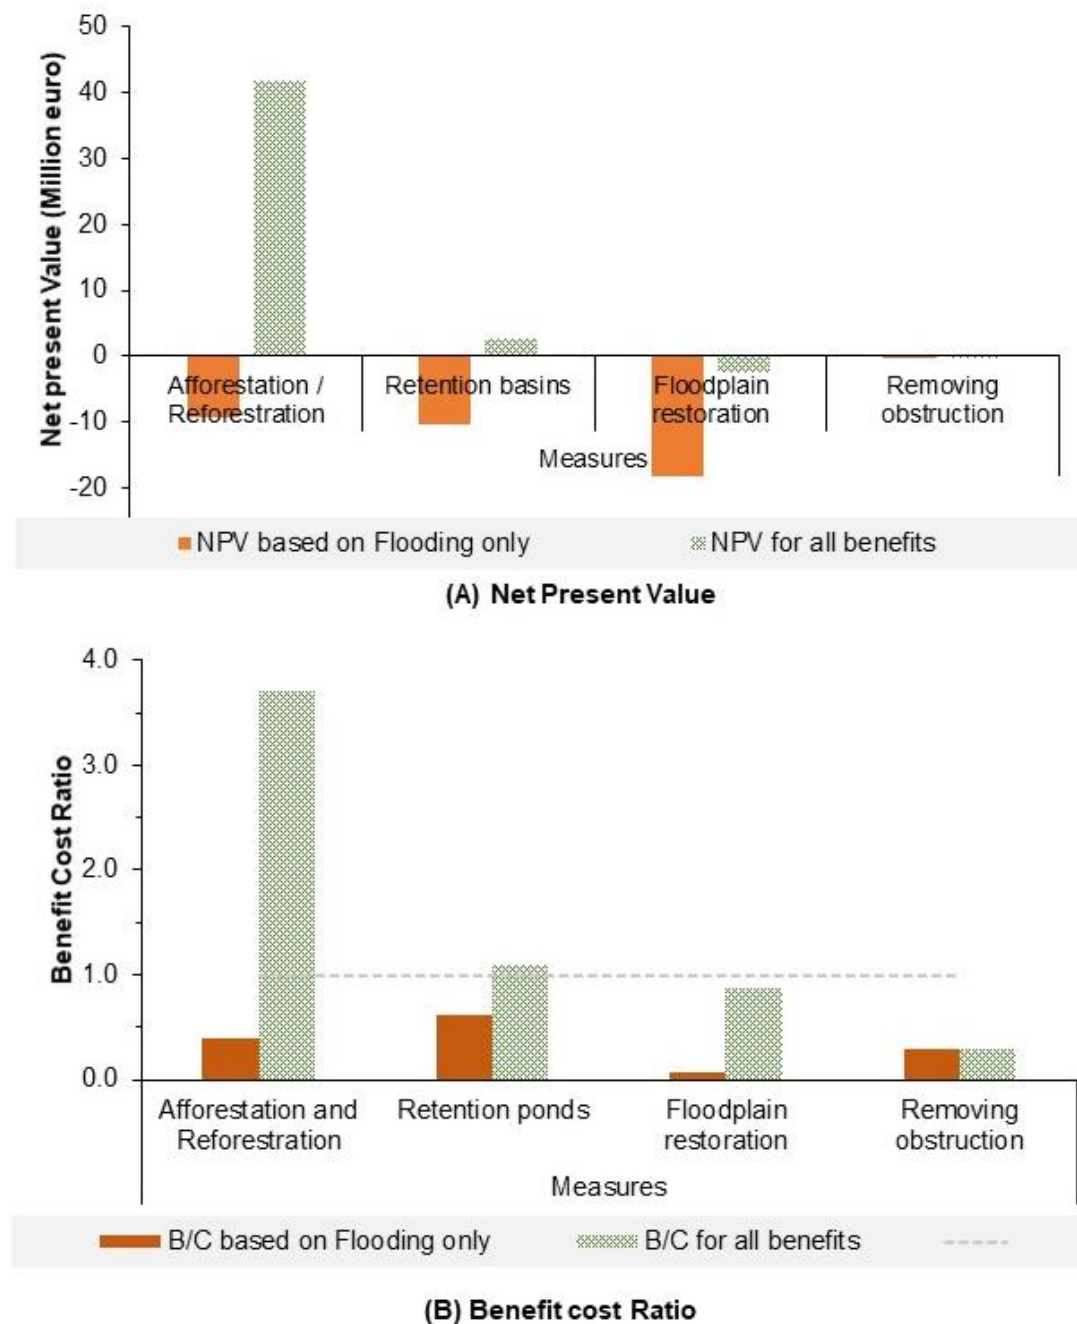 Net present Value (Million euro)
50
40
30
20
10
0
-10
-20
Afforestation /
Reforestration
Retention basins
Floodplain
restoration
Removing
obstruction
Measures
NPV based on Flooding only
NPV for all benefits
(A) Net Present Value
Benefit Cost Ratio
4.0
3.0
2.0
1.0
0.0
Afforestation and
Reforestration
Retention ponds
Floodplain
restoration
Removing
obstruction
Measures
B/C based on Flooding only
B/C for all benefits
(B) Benefit cost Ratio